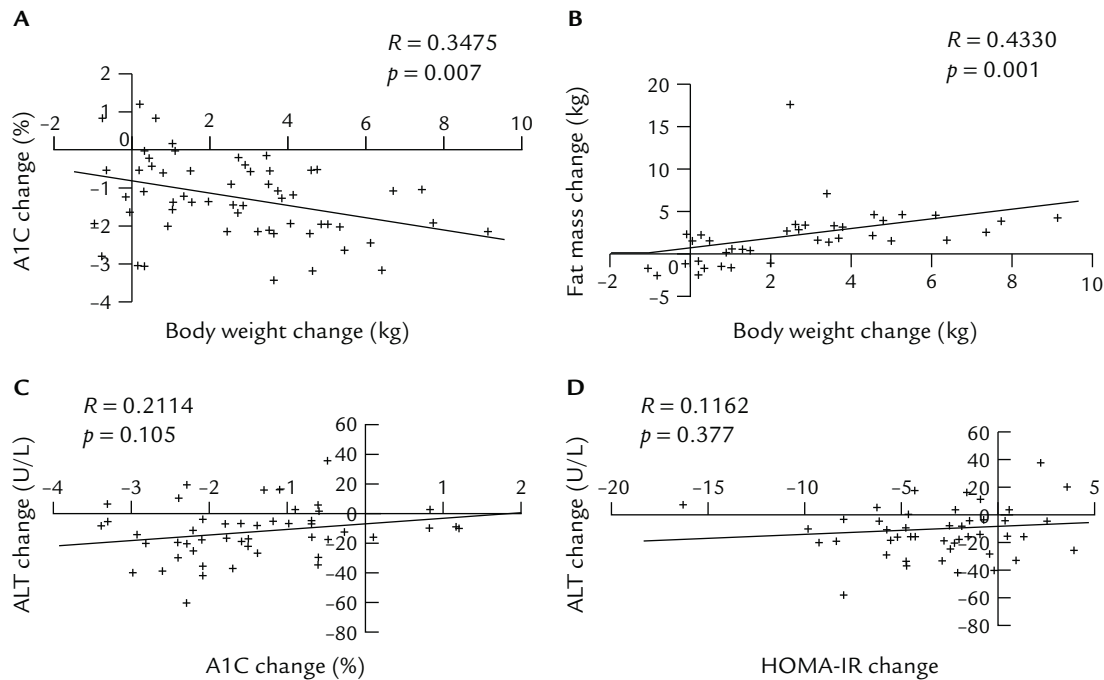 A
R = 0.3475
p = 0.007
A1C change (%)
2
1
0
–1
–2
–3
–4
–2
2
4
6
8
10
Body weight change (kg)
B
R = 0.4330
p = 0.001
Fat mass change (kg)
20
15
10
5
0
–5
–2
2
4
6
8
10
Body weight change (kg)
C
R = 0.2114
p = 0.105
ALT change (U/L)
60
40
20
0
–20
–40
–60
–80
–4
–3
–2
–1
1
2
A1C change (%)
D
R = 0.1162
p = 0.377
ALT change (U/L)
60
40
20
0
–20
–40
–60
–80
–20
–15
–10
–5
5
HOMA-IR change